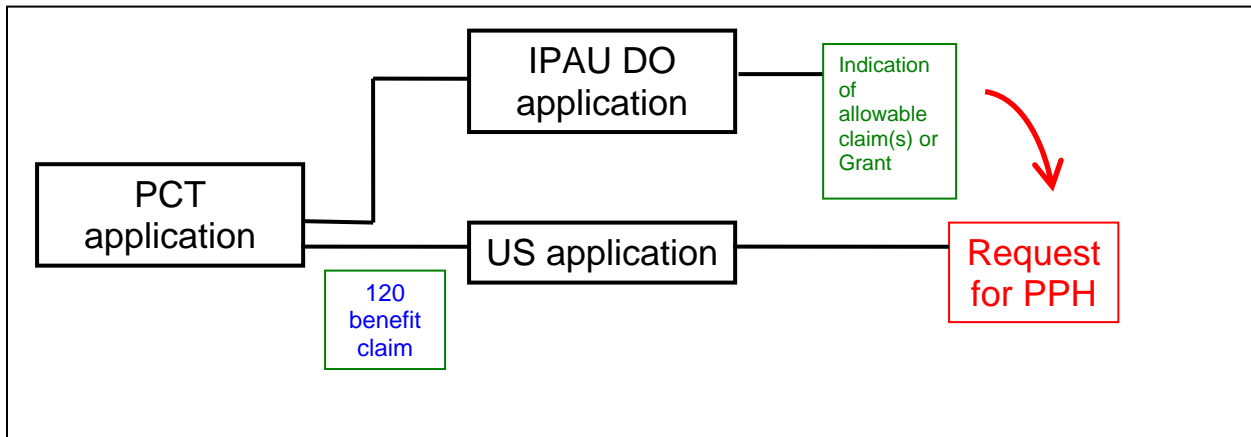 IPAU DO
application
Indication
of
allowable
claim(s) or
Grant
PCT
application
US application
120
benefit
claim
Request
for PPH